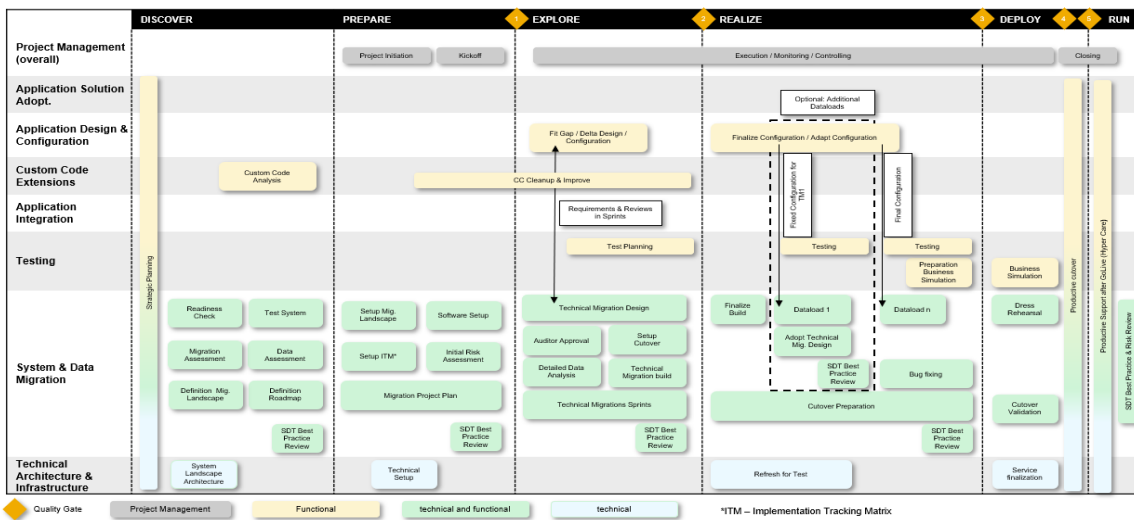 DISCOVER
PREPARE
1
EXPLORE
2
REALIZE
3
DEPLOY
4
5
RUN
Project Management
(overall)
Project Initiation
Kickoff
Execution / Monitoring / Controlling
Closing
Application Solution
Adopt.
Optional: Additional
Dataloads
Application Design &
Configuration
Fit Gap / Delta Design /
Configuration
Finalize Configuration / Adapt Configuration
Custom Code
Extensions
Custom Code
Analysis
CC Cleanup & Improve
Fixed Configuration for
TM1
Final Configuration
Application
Integration
Requirements & Reviews
in Sprints
Testing
Test Planning
Testing
Testing
Preparation
Business
Simulation
Business
Simulation
Strategic Planning
Productive cutover
Productive Support after GoLive (Hyper Care)
System & Data
Migration
Readiness
Check
Test System
Setup Mig.
Landscape
Software Setup
Technical Migration Design
Finalize
Build
Dataload 1
Dataload n
Dress
Rehearsal
Migration
Assessment
Data
Assessment
Setup ITM*
Initial Risk
Assessment
Auditor Approval
Setup
Cutover
Adopt Technical
Mig. Design
Detailed Data
Analysis
Technical
Migration build
SDT Best
Practice
Review
Bug fixing
SDT Best Practice & Risk Review
Definition Mig.
Landscape
Definition
Roadmap
Migration Project Plan
Technical Migrations Sprints
Cutover Preparation
Cutover
Validation
SDT Best
Practice
Review
SDT Best
Practice
Review
SDT Best
Practice
Review
SDT Best
Practice
Review
Technical
Architecture &
Infrastructure
System
Landscape
Architecture
Technical
Setup
Refresh for Test
Service
finalization
Quality Gate
Project Management
Functional
technical and functional
technical
*ITM – Implementation Tracking Matrix